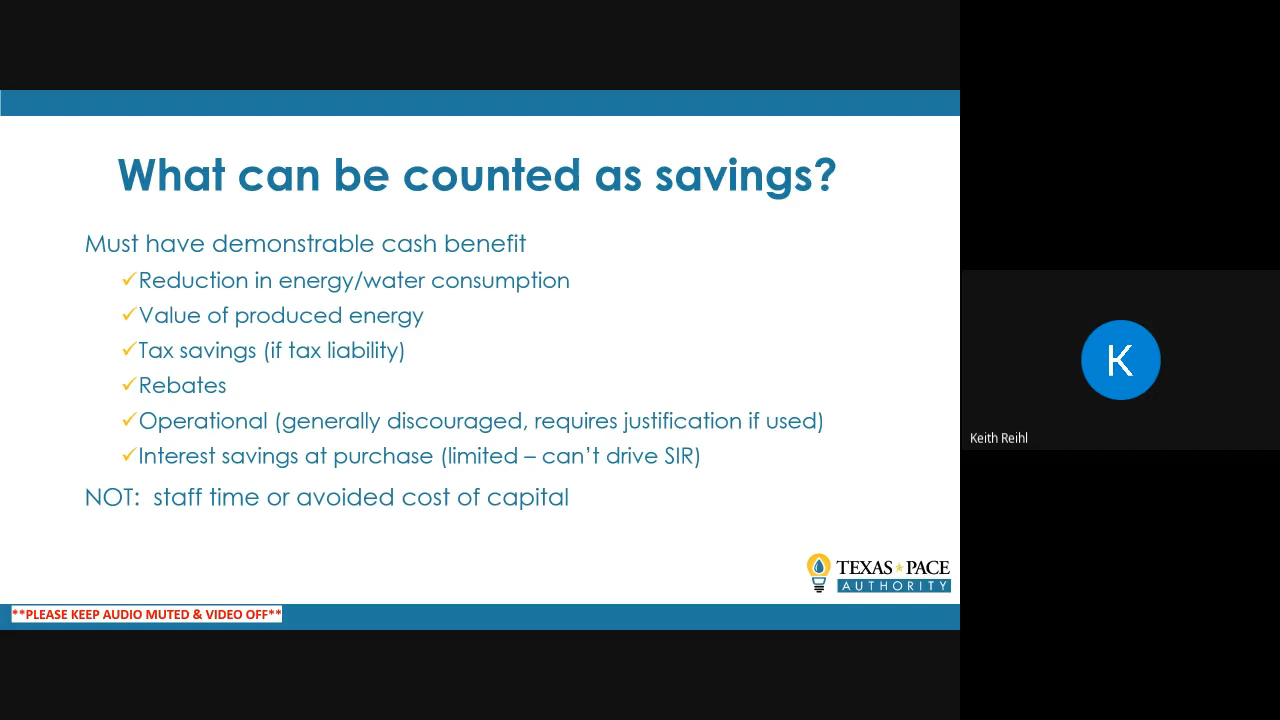 What can be counted as savings?
Must have demonstrable cash benefit
✓Reduction in energy/water consumption
✓Value of produced energy
✓Tax savings (if tax liability)
✓Rebates
✓Operational (generally discouraged, requires justification if used)
✓Interest savings at purchase (limited – can’t drive SIR)
NOT:  staff time or avoided cost of capital
TEXAS★PACE
AUTHORITY
**PLEASE KEEP AUDIO MUTED & VIDEO OFF**
K
Keith Reihl